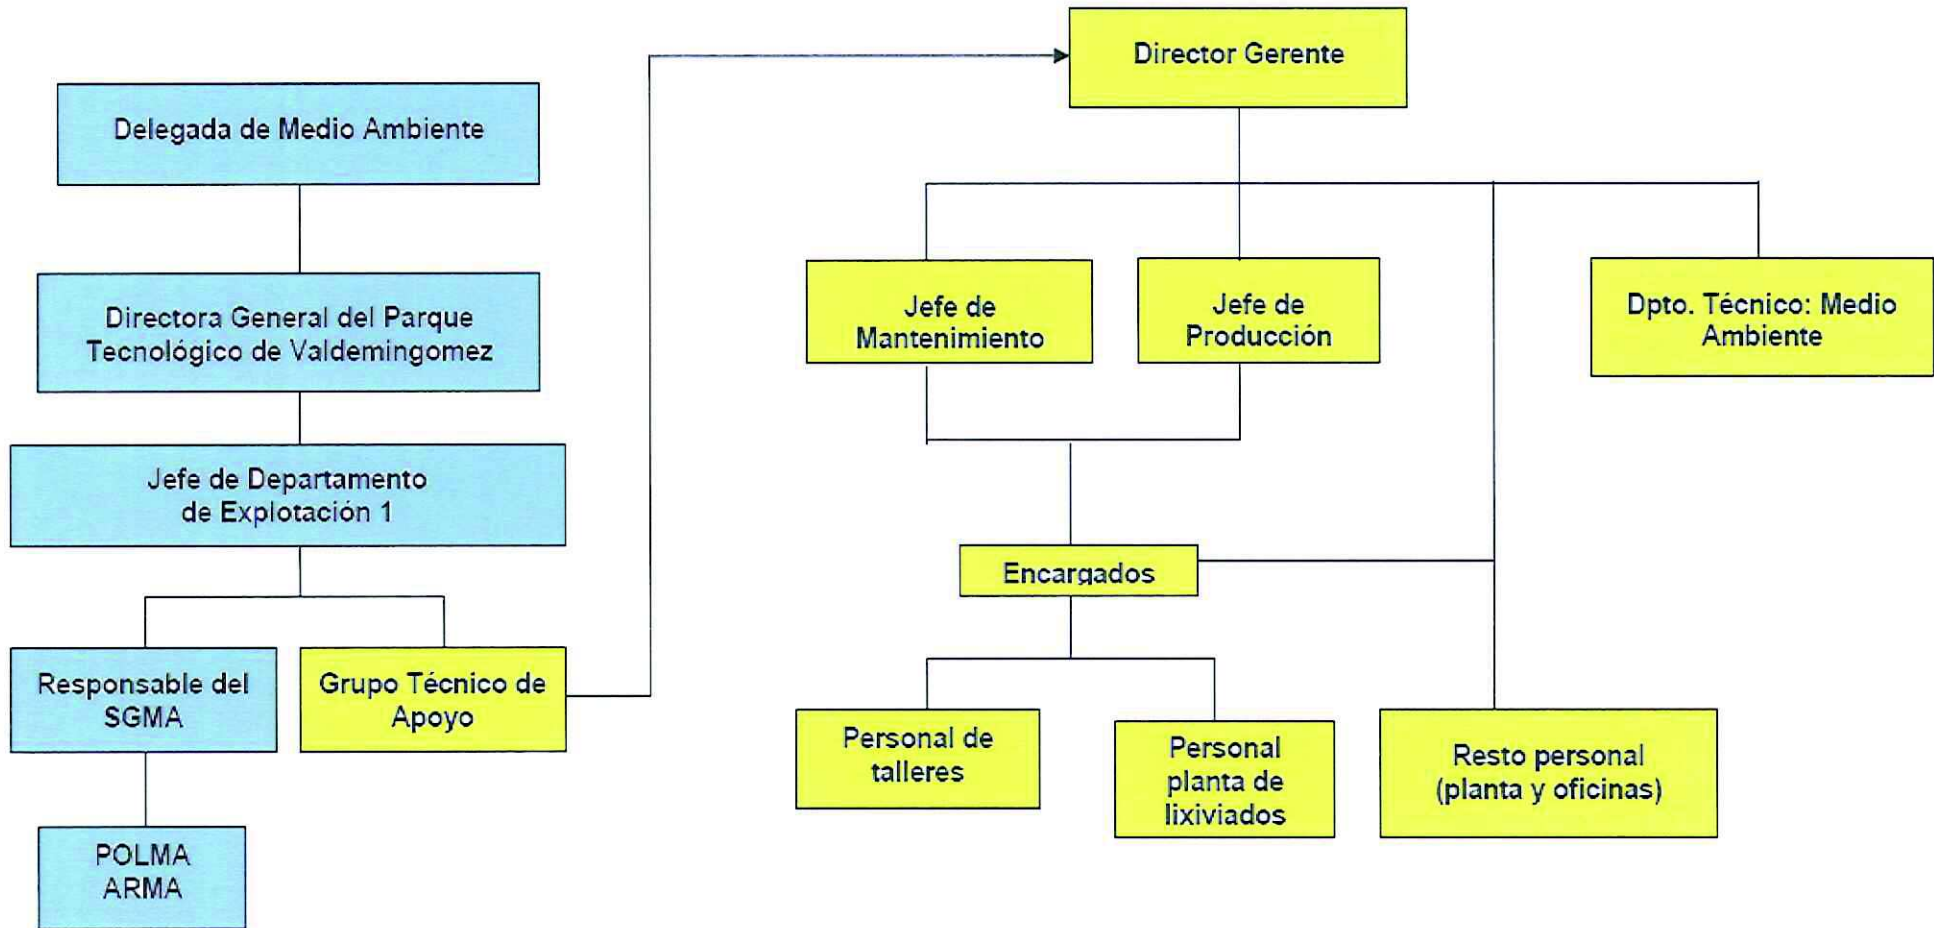 Director Gerente
Delegada de Medio Ambiente
Directora General del Parque
Tecnológico de Valdemingomez
Jefe de
Mantenimiento
Jefe de
Producción
Dpto. Técnico: Medio
Ambiente
Jefe de Departamento
de Explotación 1
Encargados
Responsable del
SGMA
Grupo Técnico de
Apoyo
Personal de
talleres
Personal
planta de
lixiviados
Resto personal
(planta y oficinas)
POLMA
ARMA